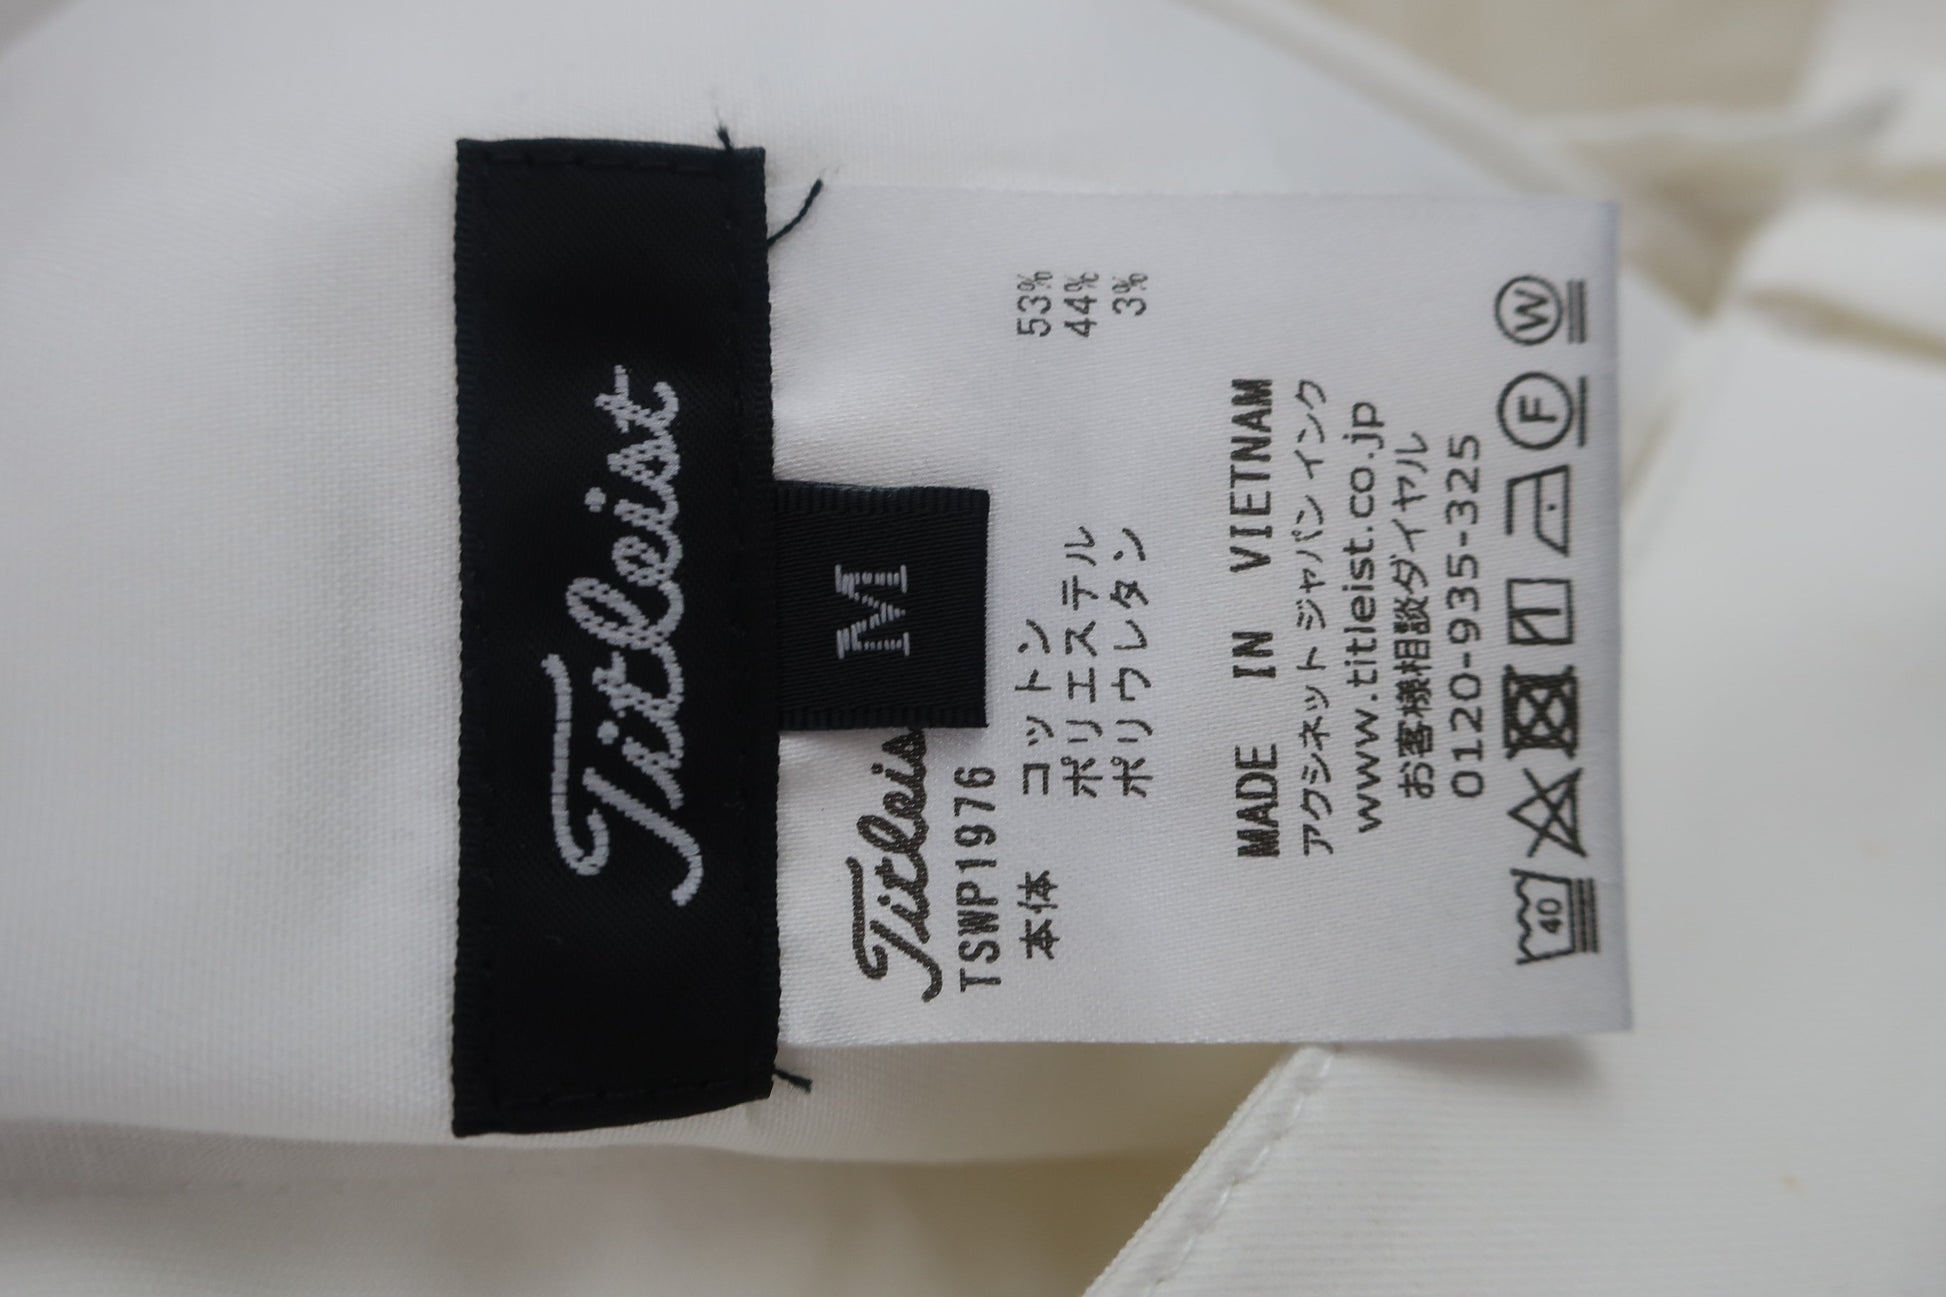 Titleist
M
Titleis
TSWP1976
本体 コットン 53%
ポリエステル 44%
ポリウレタン 3%
MADE IN VIETNAM
アクシネット ジャパン インク
www.titleist.co.jp
お客様相談ダイヤル
0120-935-325
40 F W